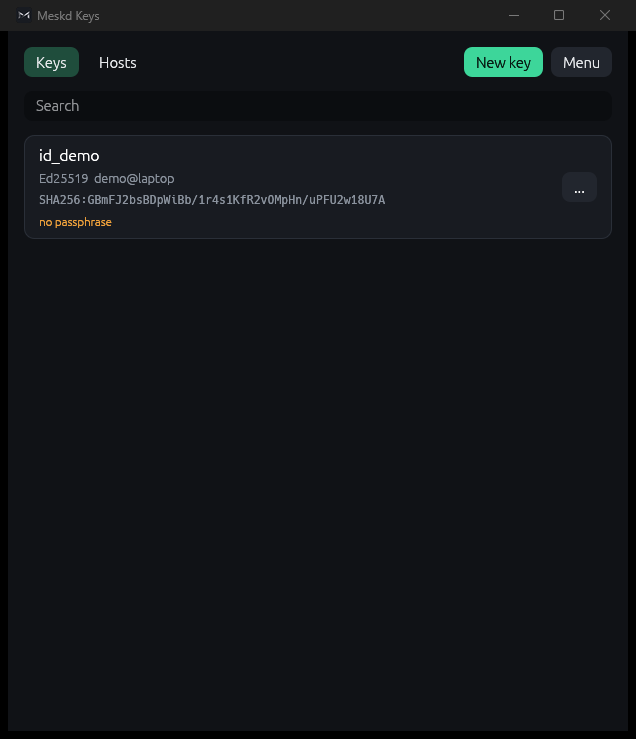 Meskd Keys
Keys Hosts New key Menu
Search
id_demo
Ed25519 demo@laptop
SHA256:GBmFJ2bsBDpWiBb/1r4s1KfR2vOMpHn/uPFU2w18U7A
...
no passphrase